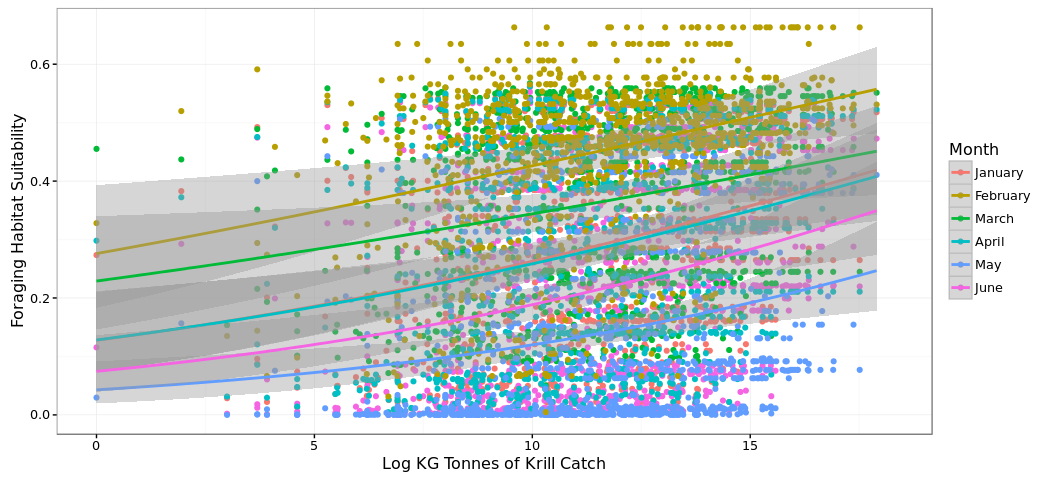 Foraging Habitat Suitability
0.6
0.4
0.2
0.0
0 5 10 15
Log KG Tonnes of Krill Catch
Month
January
February
March
April
May
June